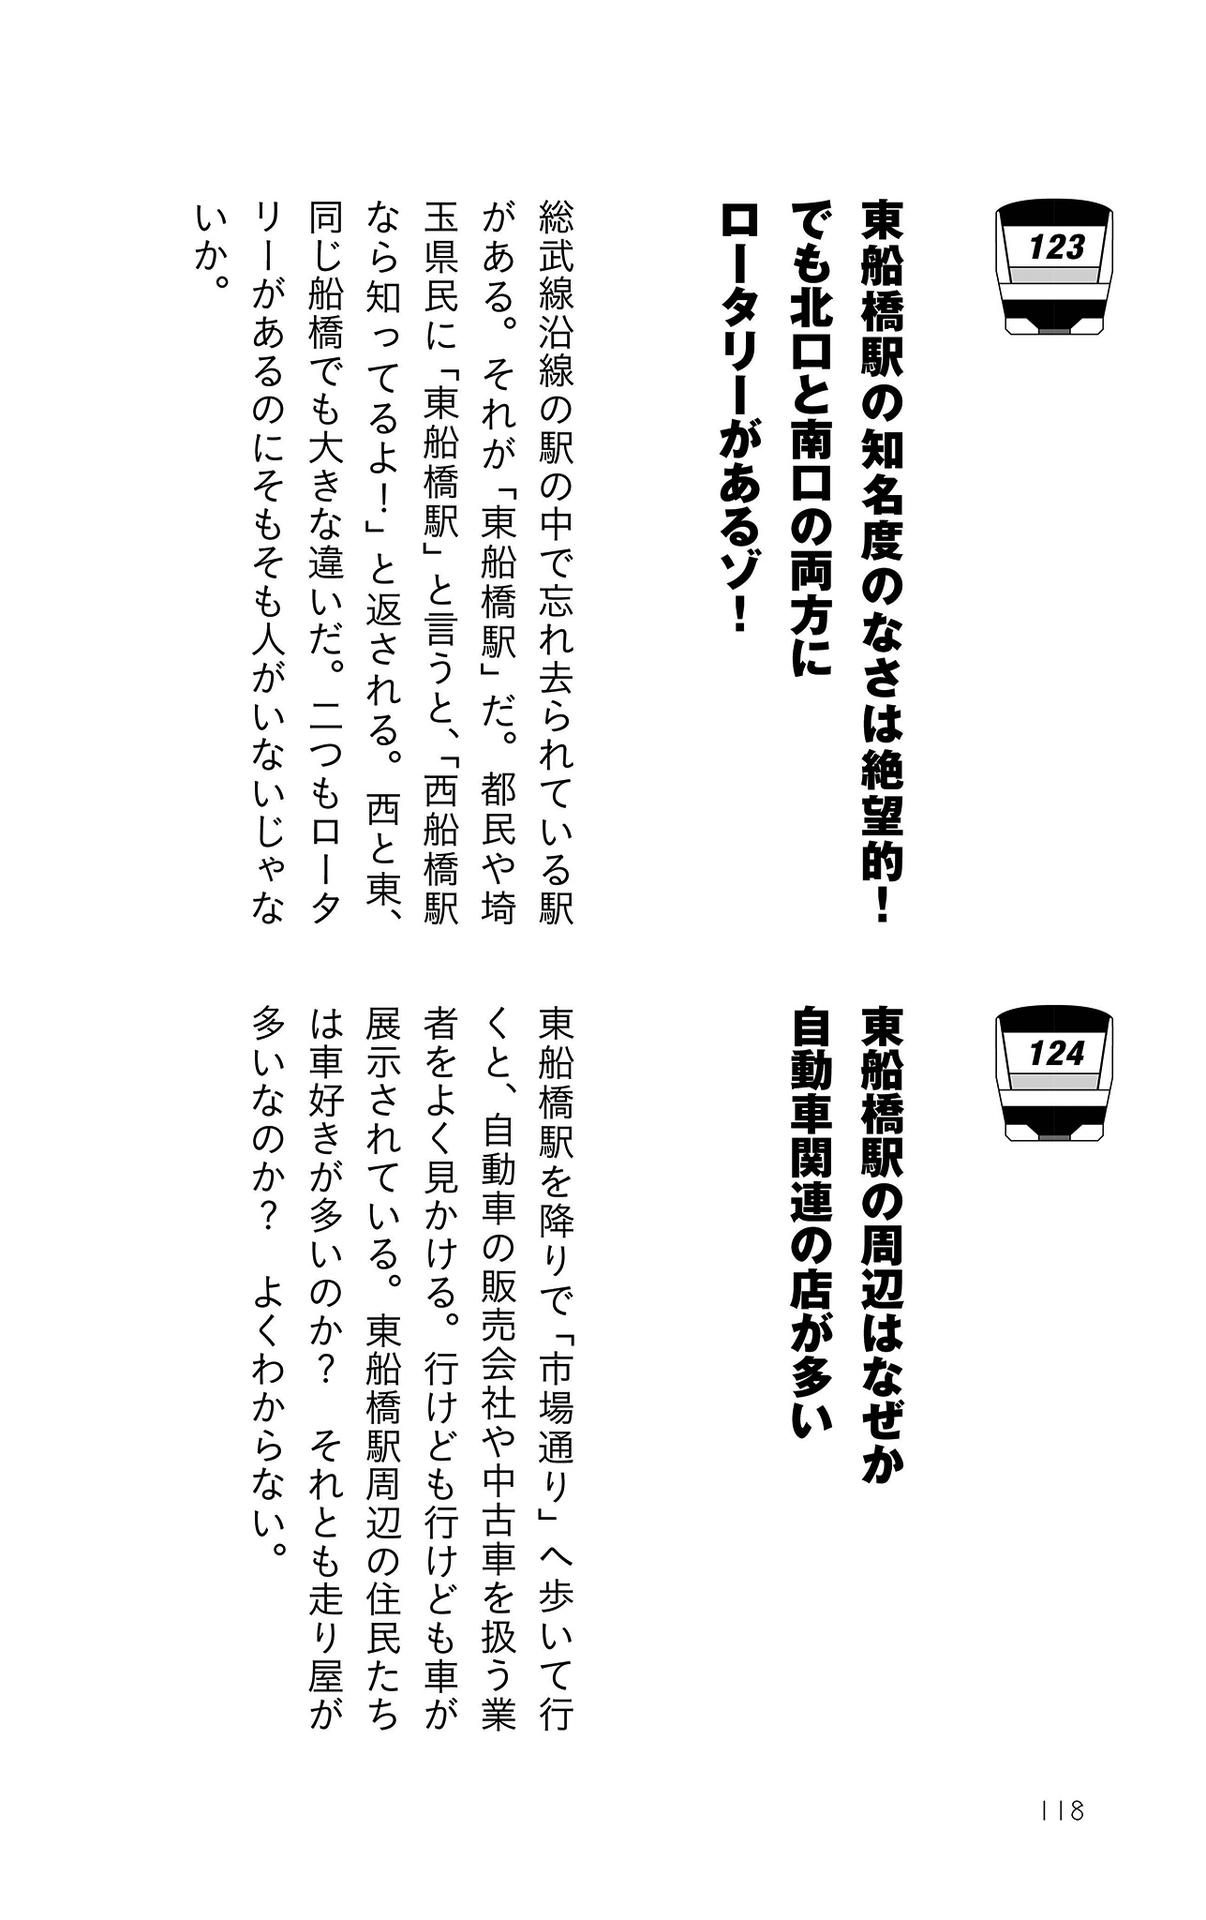 123
東船橋駅の知名度のなさは絶望的！
でも北口と南口の両方に
ロータリーがあるゾ！
総武線沿線の駅の中で忘れ去られている駅
がある。それが「東船橋駅」だ。都民や埼
玉県民に「東船橋駅」と言うと、「西船橋駅
なら知ってるよ！」と返される。西と東、
同じ船橋でも大きな違いだ。二つもロータ
リーがあるのにそもそも人がいないじゃな
いか。
124
東船橋駅の周辺はなぜか
自動車関連の店が多い
東船橋駅を降りて「市場通り」へ歩いて行
くと、自動車の販売会社や中古車を扱う業
者をよく見かける。行けども行けども車が
展示されている。東船橋駅周辺の住民たち
は車好きが多いのか？　それとも走り屋が
多いなのか？　よくわからない。
118